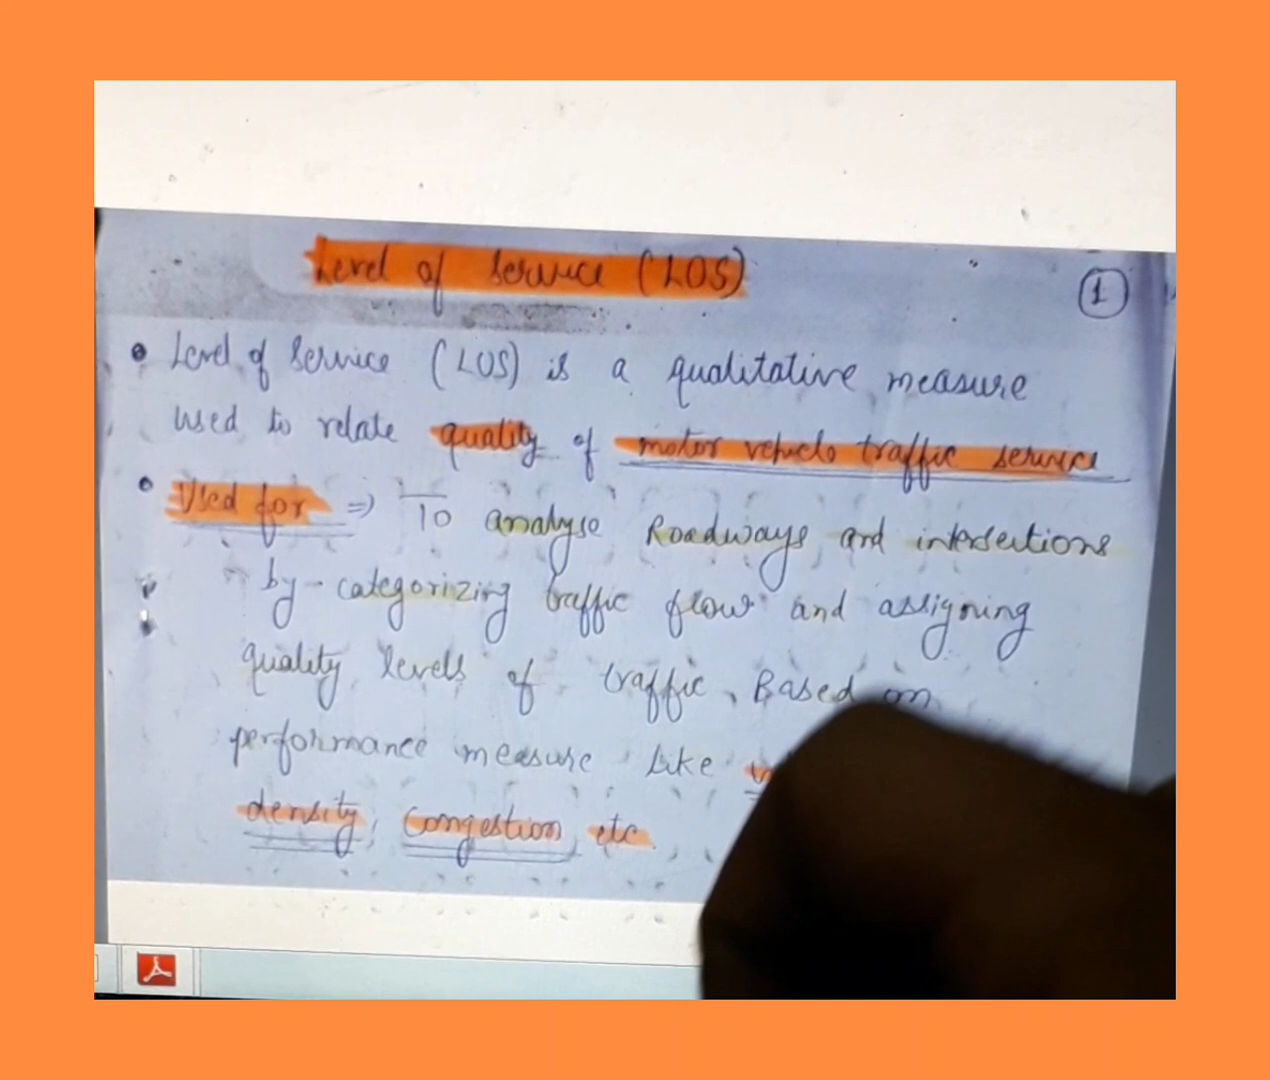 Level of Service (LOS)
1
Level of Service (LOS) is a qualitative measure
used to relate quality of motor vehicle traffic service
Used for => To analyse Roadways and intersections
by - categorizing traffic flow and assigning
quality levels of traffic, Based on
performance measure like
density, Congestion etc